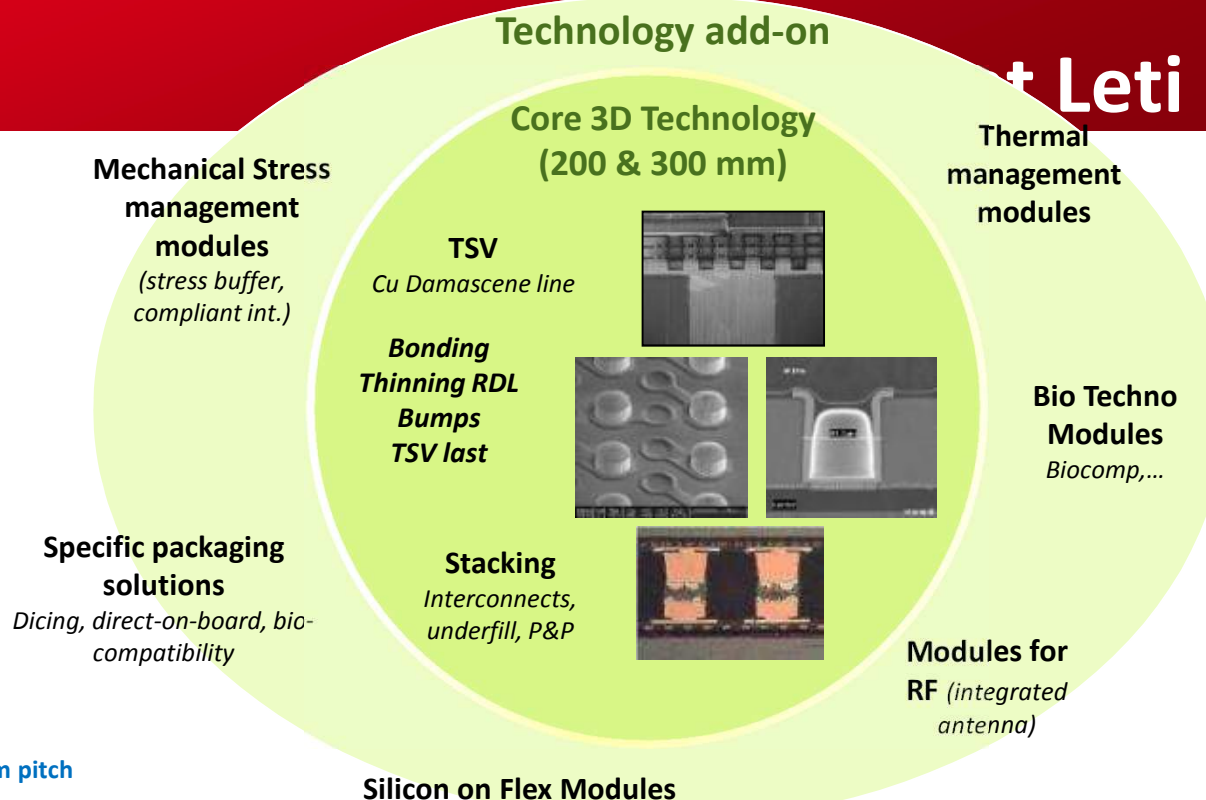 Technology add-on
Leti
Core 3D Technology
(200 & 300 mm)
Thermal
management
modules
Mechanical Stress
management
modules
(stress buffer,
compliant int.)
TSV
Cu Damascene line
Bonding
Thinning RDL
Bumps
TSV last
Bio Techno
Modules
Biocomp,...
Specific packaging
solutions
Dicing, direct-on-board, bio-
compatibility
Stacking
Interconnects,
underfill, P&P
Modules for
RF (integrated
antenna)
pitch
Silicon on Flex Modules